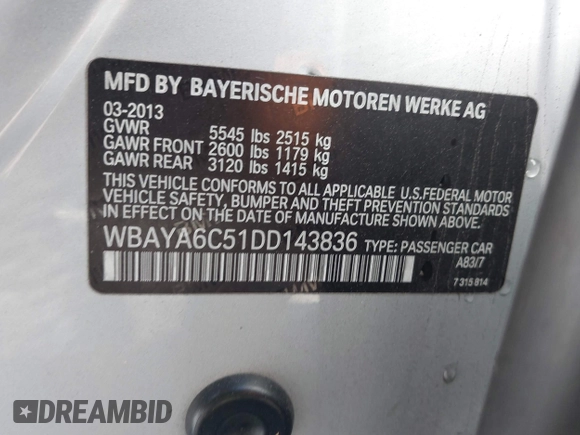 MFD BY BAYERISCHE MOTOREN WERKE AG
03-2013
GVWR 5545 lbs 2515 kg
GAWR FRONT 2600 lbs 1179 kg
GAWR REAR 3120 lbs 1415 kg
THIS VEHICLE CONFORMS TO ALL APPLICABLE U.S.FEDERAL MOTOR
VEHICLE SAFETY, BUMPER, AND THEFT PREVENTION STANDARDS
IN EFFECT ON THE DATE OF MANUFACTURE SHOWN ABOVE.
WBAYA6C51DD143836 TYPE: PASSENGER CAR
A83/7
7 315 814
DREAMBID